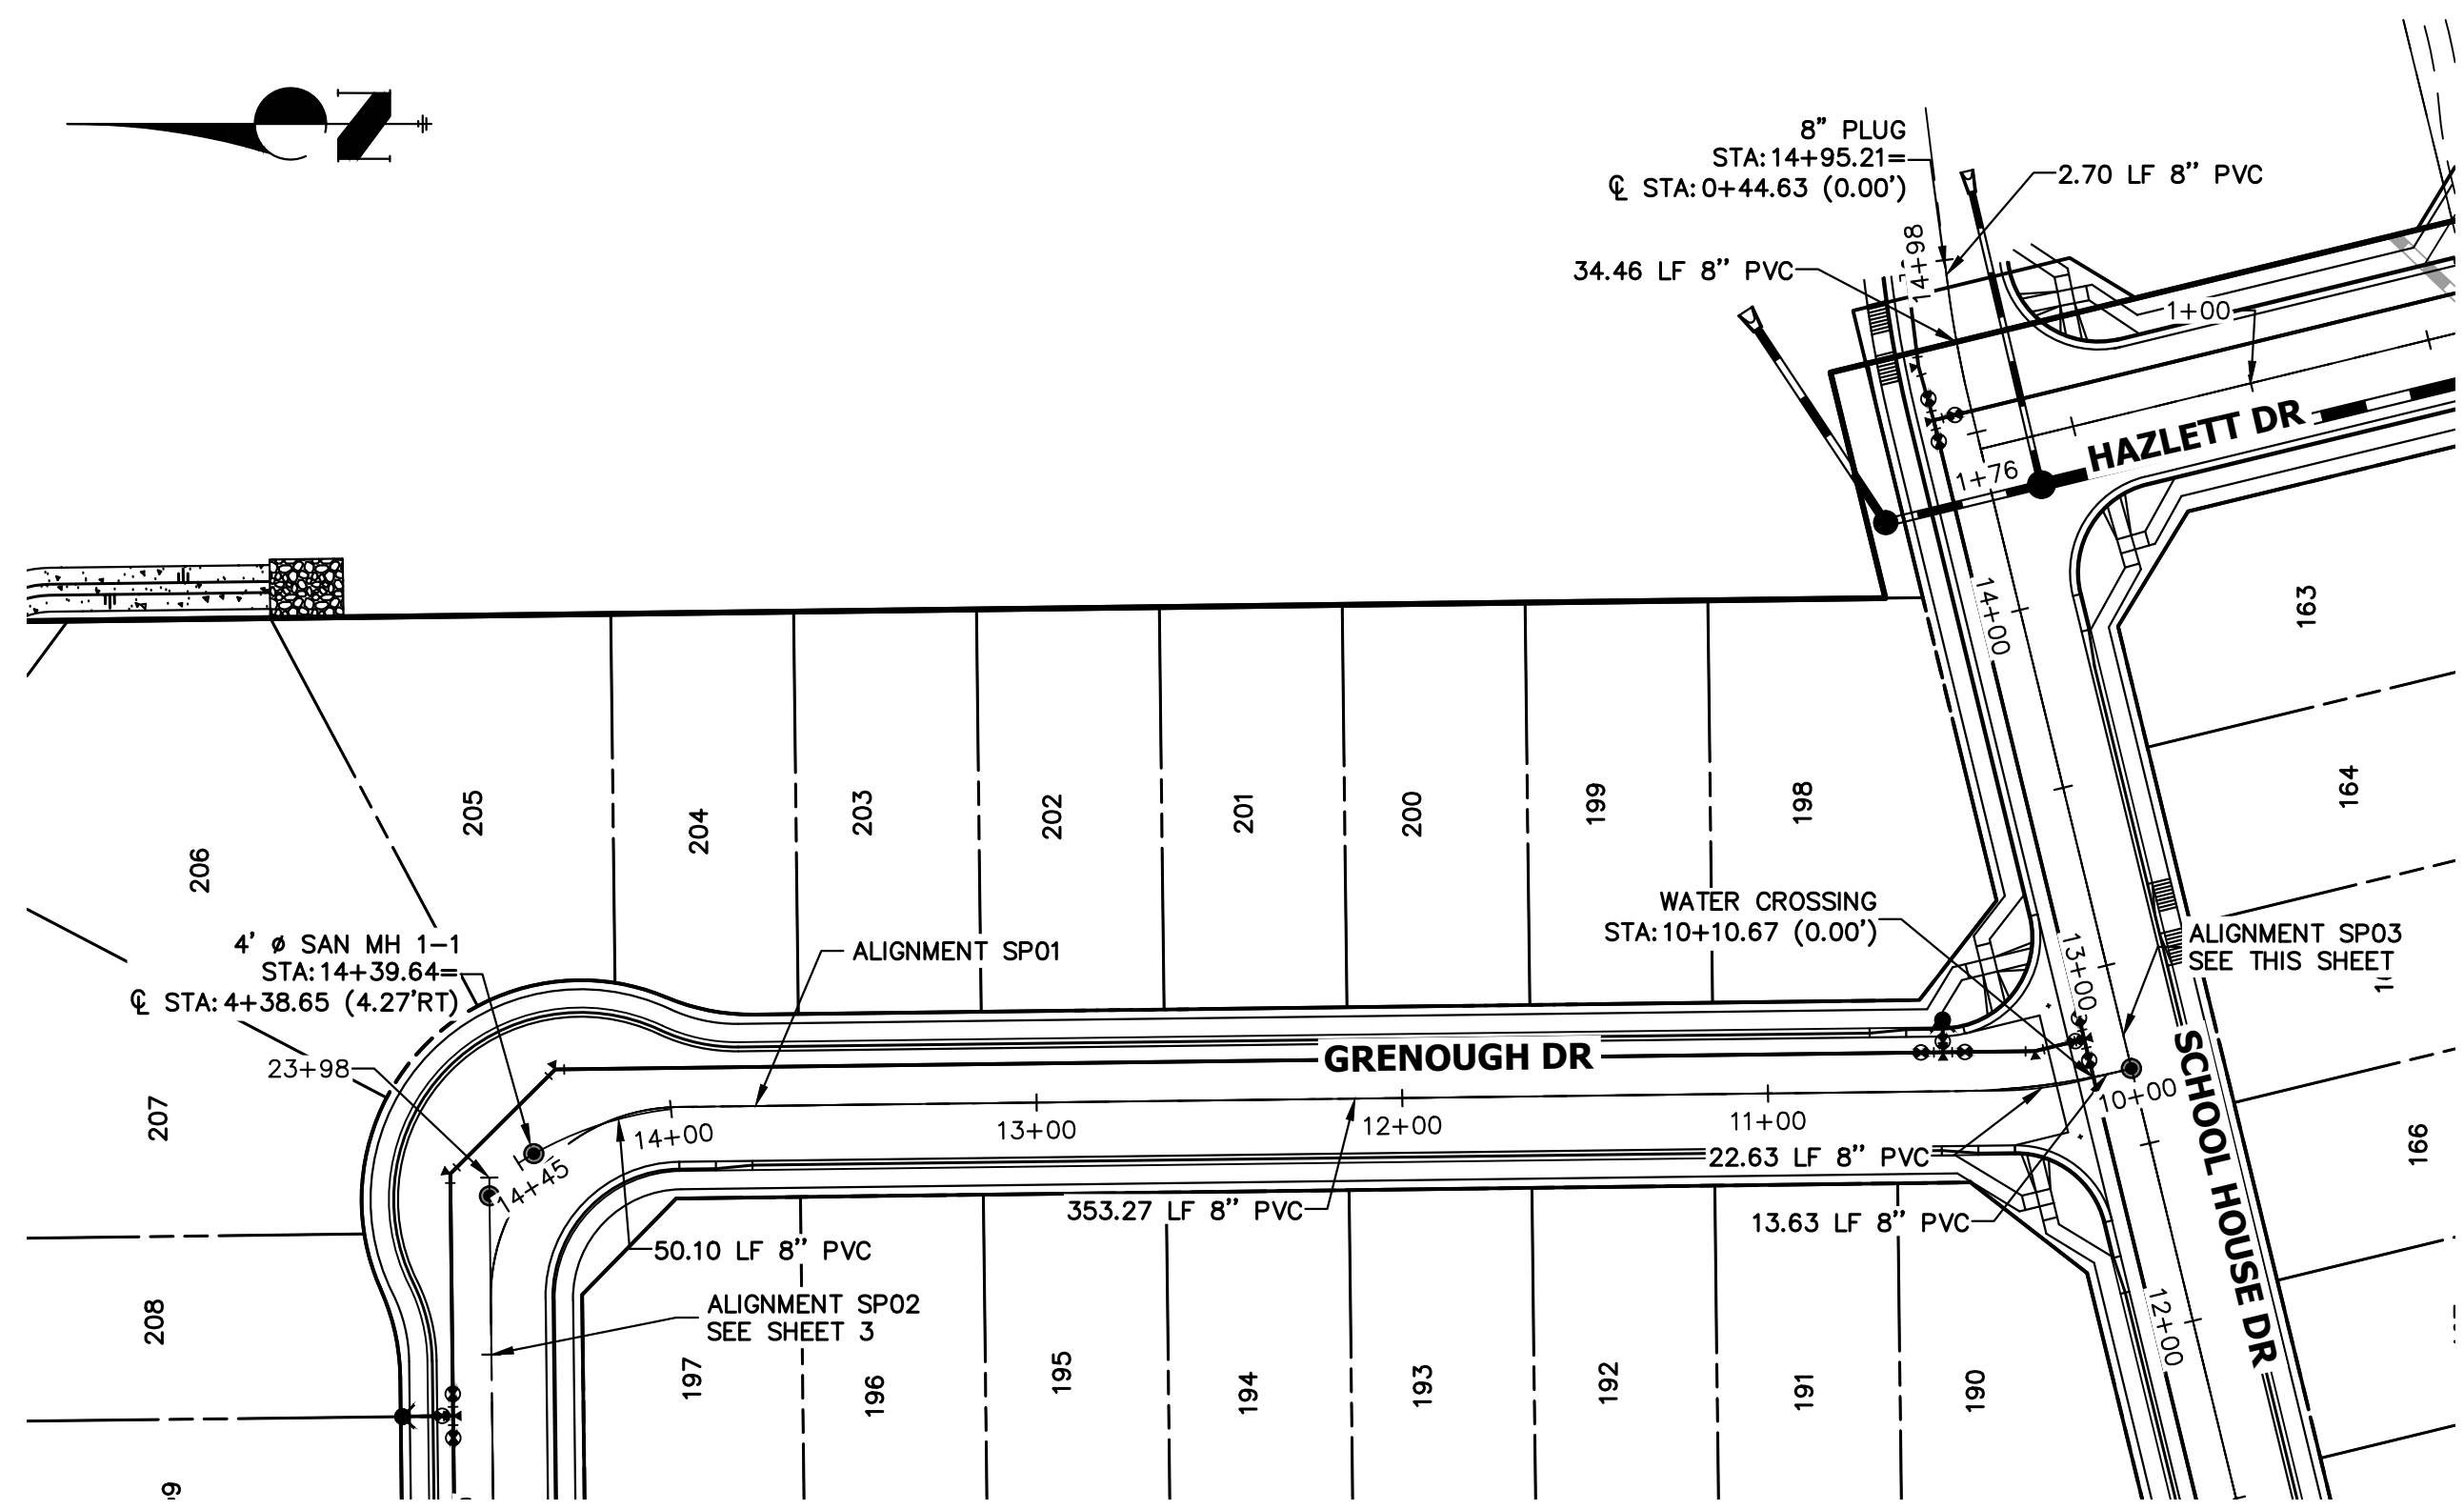 N
8" PLUG
STA:14+95.21=
℄ STA:0+44.63 (0.00')
2.70 LF 8" PVC
34.46 LF 8" PVC
14+98
1+00
HAZLETT DR
1+76
14+00
163
164
205
204
203
202
201
200
199
198
206
WATER CROSSING
STA:10+10.67 (0.00')
13+00
ALIGNMENT SP03
SEE THIS SHEET
4' ø SAN MH 1-1
STA:14+39.64=
℄ STA:4+38.65 (4.27'RT)
ALIGNMENT SP01
23+98
GRENOUGH DR
207
14+00
13+00
12+00
11+00
10+00
14+45
22.63 LF 8" PVC
166
353.27 LF 8" PVC
13.63 LF 8" PVC
50.10 LF 8" PVC
SCHOOL HOUSE DR
ALIGNMENT SP02
SEE SHEET 3
208
197
196
195
194
193
192
191
190
12+00